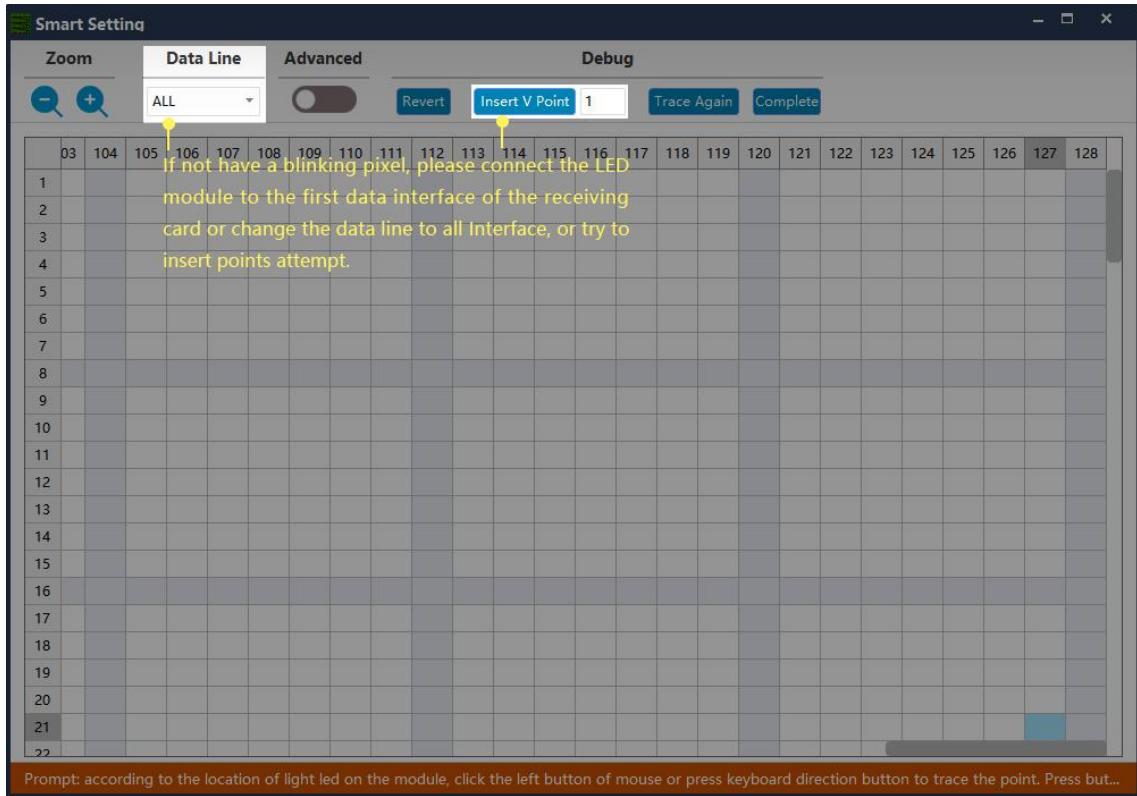 Smart Setting
Zoom Data Line Advanced Debug
ALL Revert Insert V Point 1 Trace Again Complete
03 104 105 106 107 108 109 110 111 112 113 114 115 116 117 118 119 120 121 122 123 124 125 126 127 128
If not have a blinking pixel, please connect the LED
module to the first data interface of the receiving
card or change the data line to all Interface, or try to
insert points attempt.
1
2
3
4
5
6
7
8
9
10
11
12
13
14
15
16
17
18
19
20
21
22
Prompt: according to the location of light led on the module, click the left button of mouse or press keyboard direction button to trace the point. Press but...